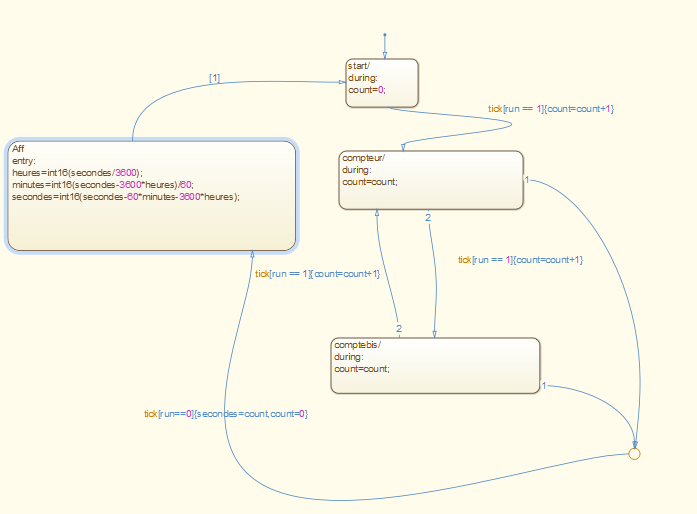 start/
during:
count=0;
[1]
tick[run == 1]{count=count+1}
Aff
entry:
heures=int16(secondes/3600);
minutes=int16(secondes-3600*heures)/60;
secondes=int16(secondes-60*minutes-3600*heures);
compteur/
during:
count=count;
1
2
tick[run == 1]{count=count+1}
tick[run == 1]{count=count+1}
2
comptebis/
during:
count=count;
1
tick[run==0]{secondes=count,count=0}